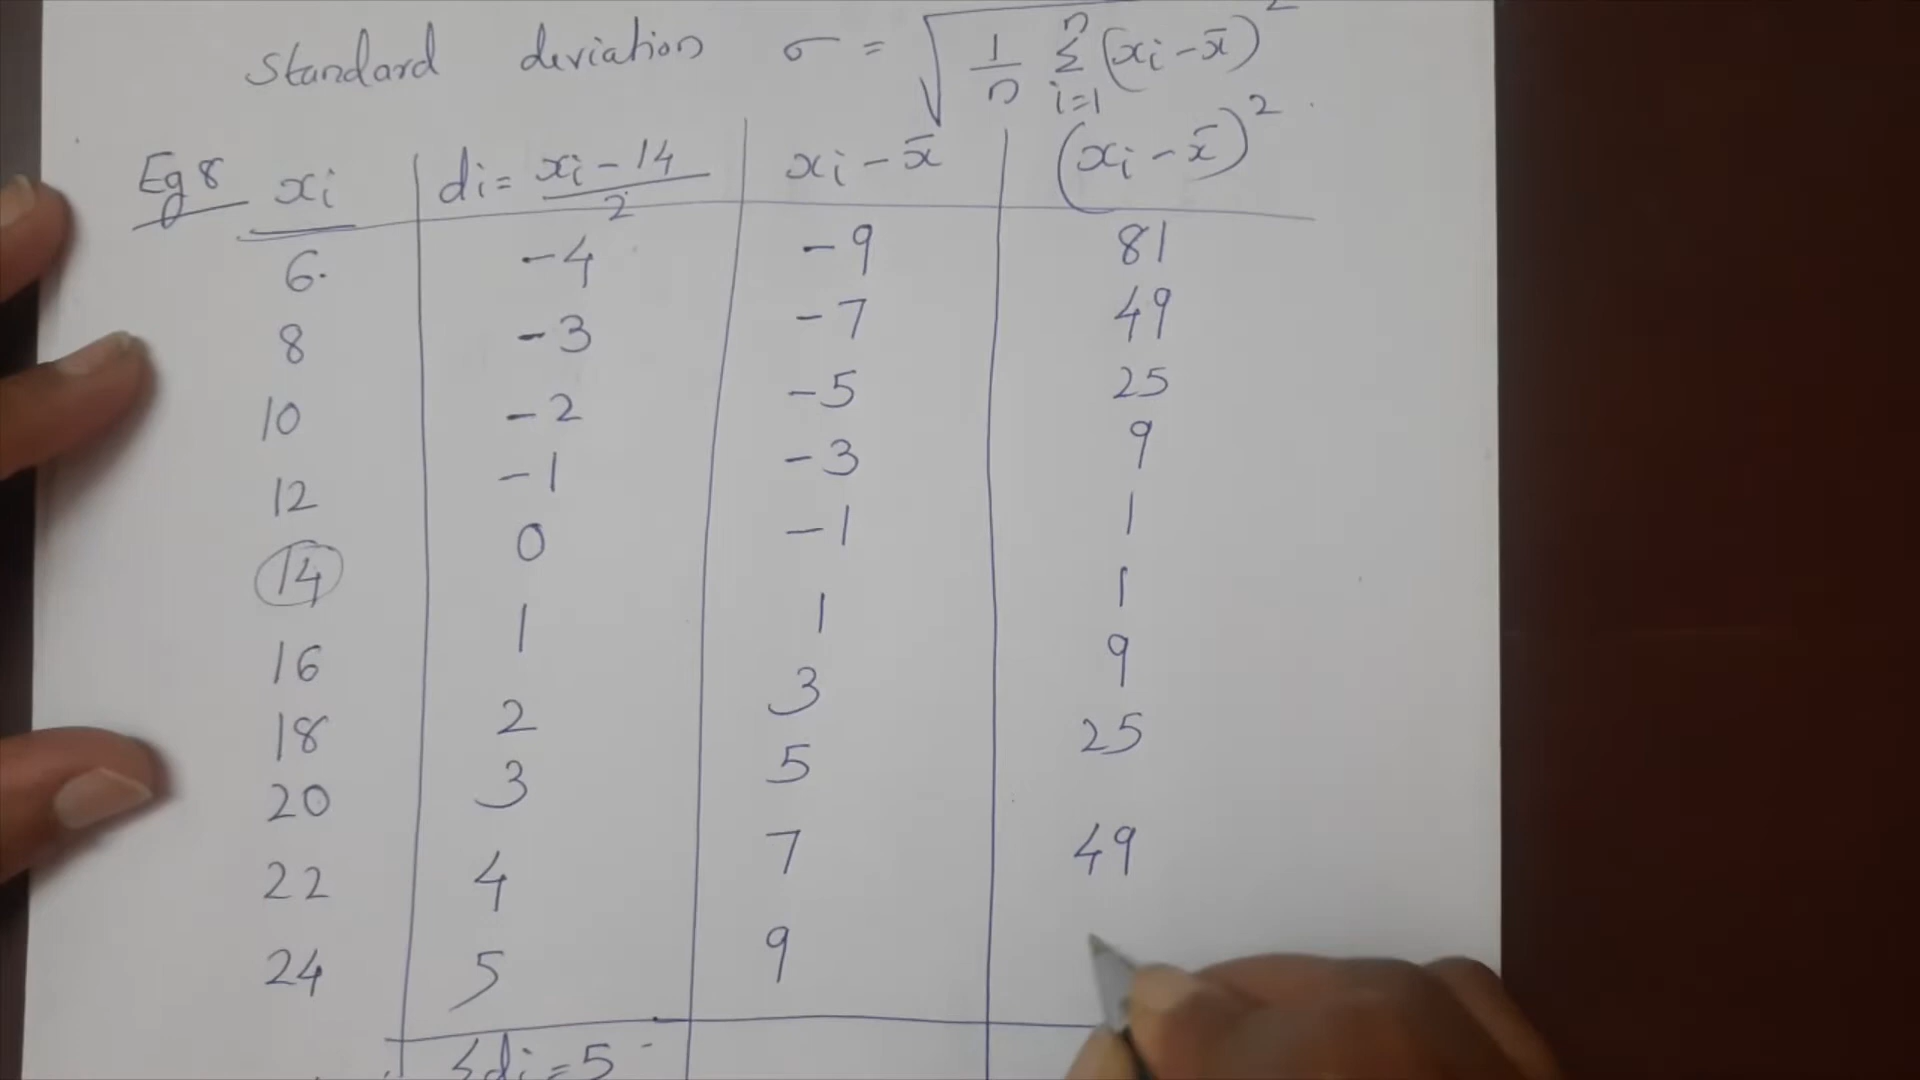 Standard deviation σ = √ 1/n Σ i=1 n (xi - x̄)²
Eg 8 xi di = xi - 14 / 2 xi - x̄ (xi - x̄)²
6 -4 -9 81
8 -3 -7 49
10 -2 -5 25
12 -1 -3 9
14 0 -1 1
16 1 1 1
18 2 3 9
20 3 5 25
22 4 7 49
24 5 9
Σdi = 5